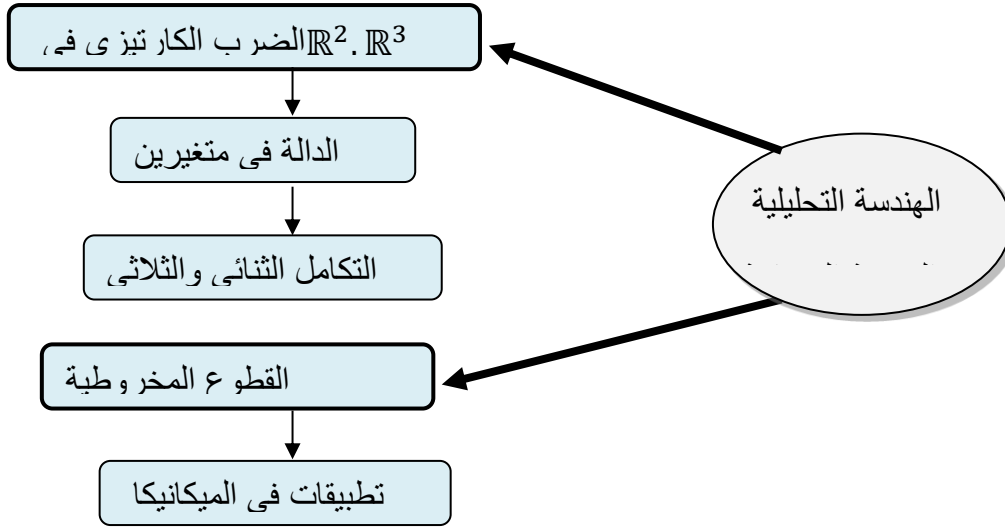 الضرب الكارتيزى فى ℝ². ℝ³
الدالة فى متغيرين
التكامل الثنائى والثلاثى
الهندسة التحليلية
القطوع المخروطية
تطبيقات فى الميكانيكا